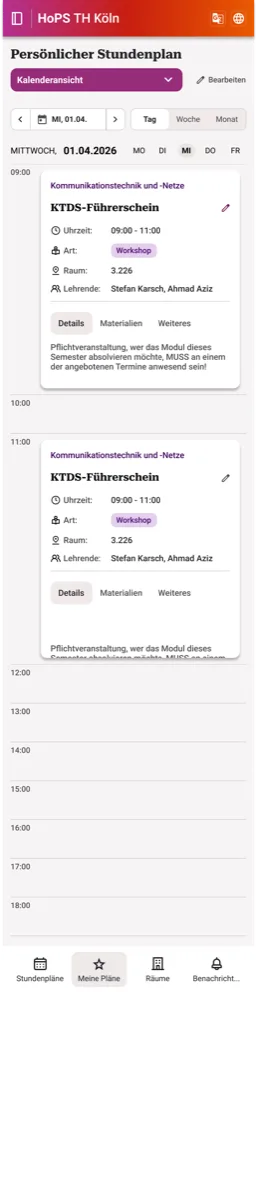 HoPS TH Köln
Persönlicher Stundenplan
Kalenderansicht
Bearbeiten
MI, 01.04.
Tag Woche Monat
MITTWOCH, 01.04.2026 MO DI MI DO FR
09:00
Kommunikationstechnik und -Netze
KTDS-Führerschein
Uhrzeit: 09:00 - 11:00
Art: Workshop
Raum: 3.226
Lehrende: Stefan Karsch, Ahmad Aziz
Details Materialien Weiteres
Pflichtveranstaltung, wer das Modul dieses
Semester absolvieren möchte, MUSS an einem
der angebotenen Termine anwesend sein!
10:00
11:00
Kommunikationstechnik und -Netze
KTDS-Führerschein
Uhrzeit: 09:00 - 11:00
Art: Workshop
Raum: 3.226
Lehrende: Stefan Karsch, Ahmad Aziz
Details Materialien Weiteres
Pflichtveranstaltung, wer das Modul dieses
Semester absolvieren möchte, MUSS an einem
12:00
13:00
14:00
15:00
16:00
17:00
18:00
Stundenpläne Meine Pläne Räume Benachricht...